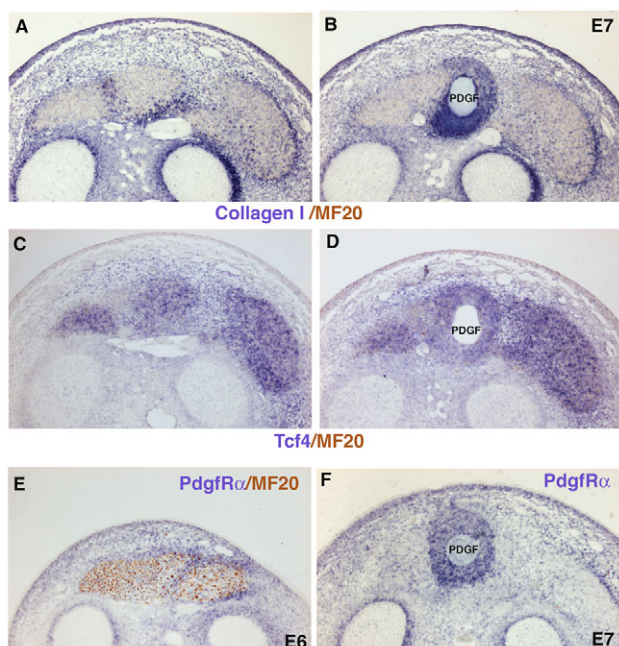 A
B
E7
PDGF
Collagen I/MF20
C
D
PDGF
Tcf4/MF20
E
PdgfRα/MF20
F
PdgfRα
PDGF
E6
E7